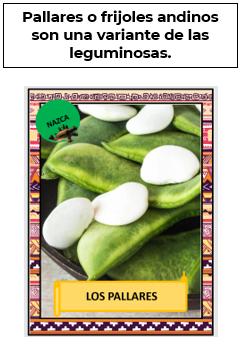 Pallares o frijoles andinos
son una variante de las
leguminosas.
NAZCA
LOS PALLARES